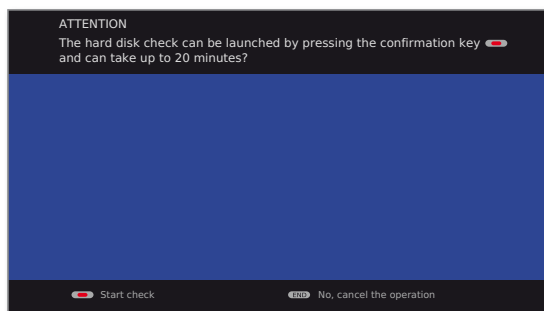 ATTENTION
The hard disk check can be launched by pressing the confirmation key
and can take up to 20 minutes?
Start check
END No, cancel the operation